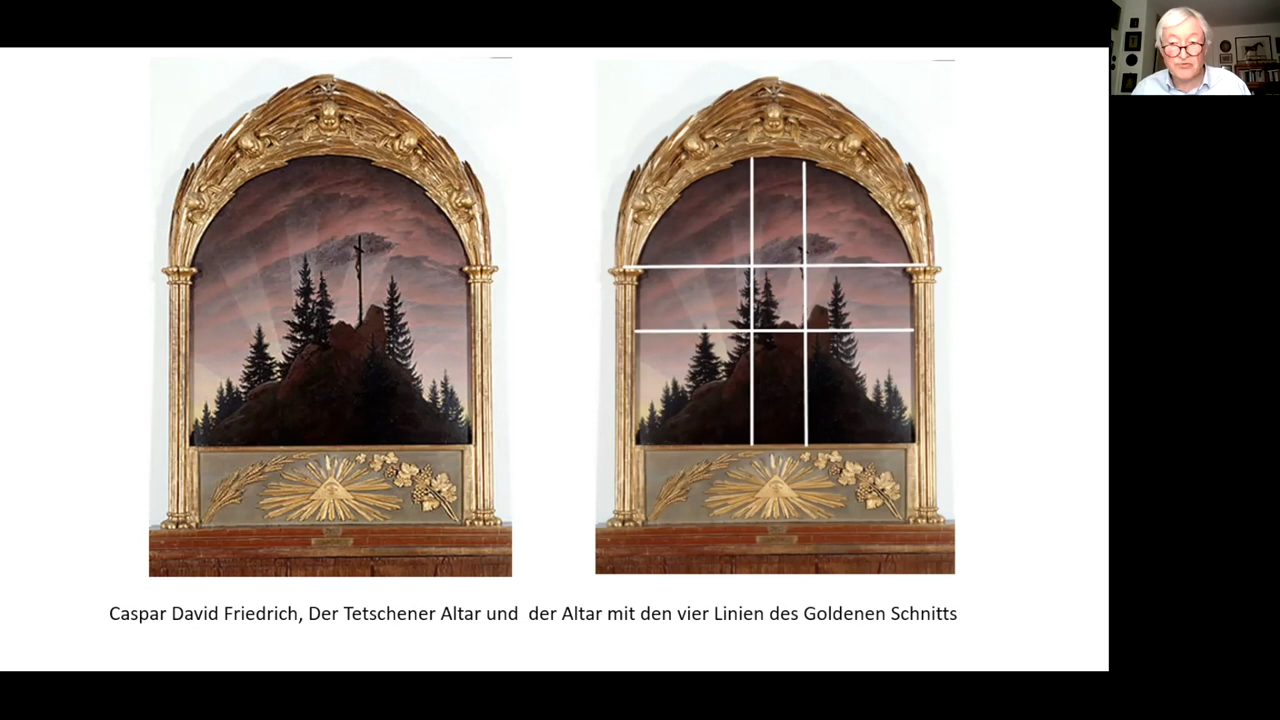 Caspar David Friedrich, Der Tetschener Altar und  der Altar mit den vier Linien des Goldenen Schnitts